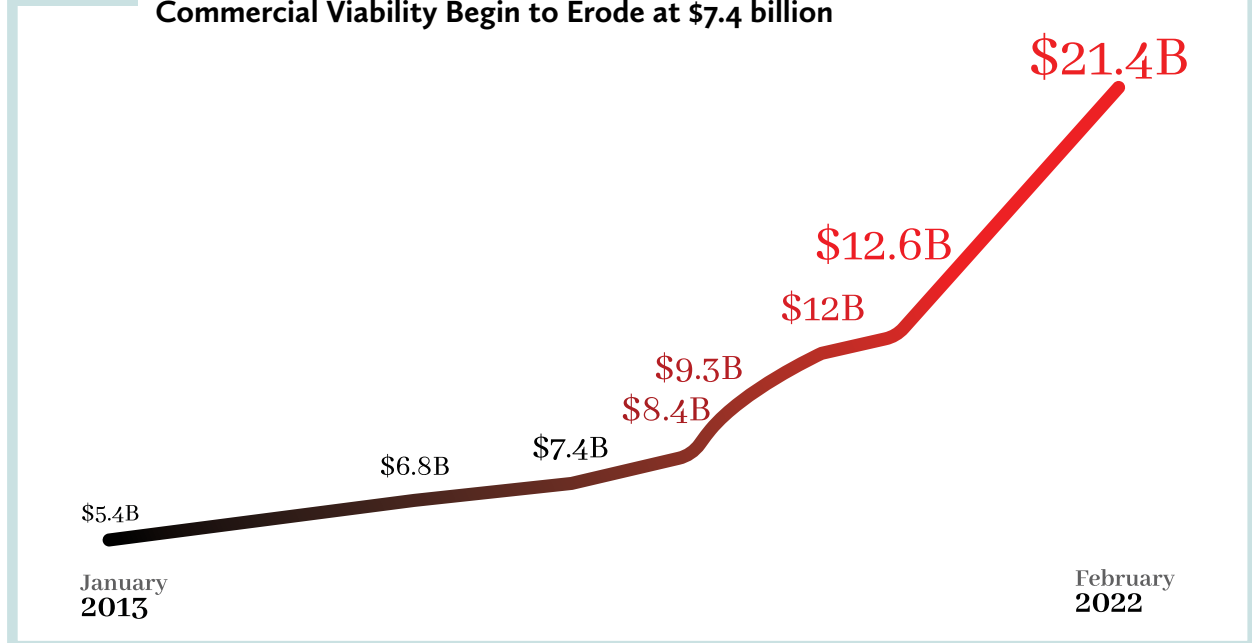 Commercial Viability Begin to Erode at $7.4 billion
$21.4B
$12.6B
$12B
$9.3B
$8.4B
$7.4B
$6.8B
$5.4B
January
2013
February
2022